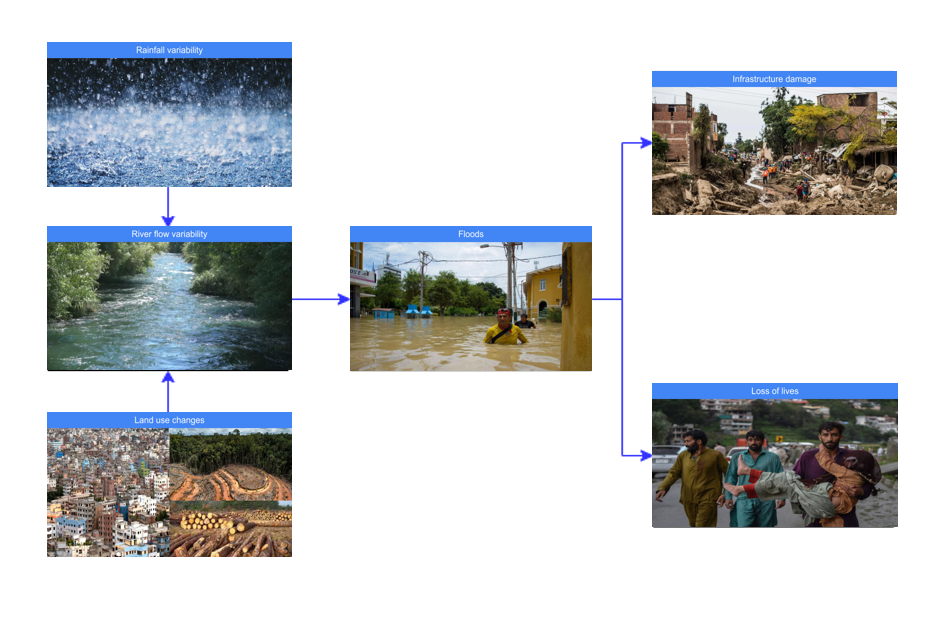 Rainfall variability
Infrastructure damage
River flow variability
Floods
Land use changes
Loss of lives